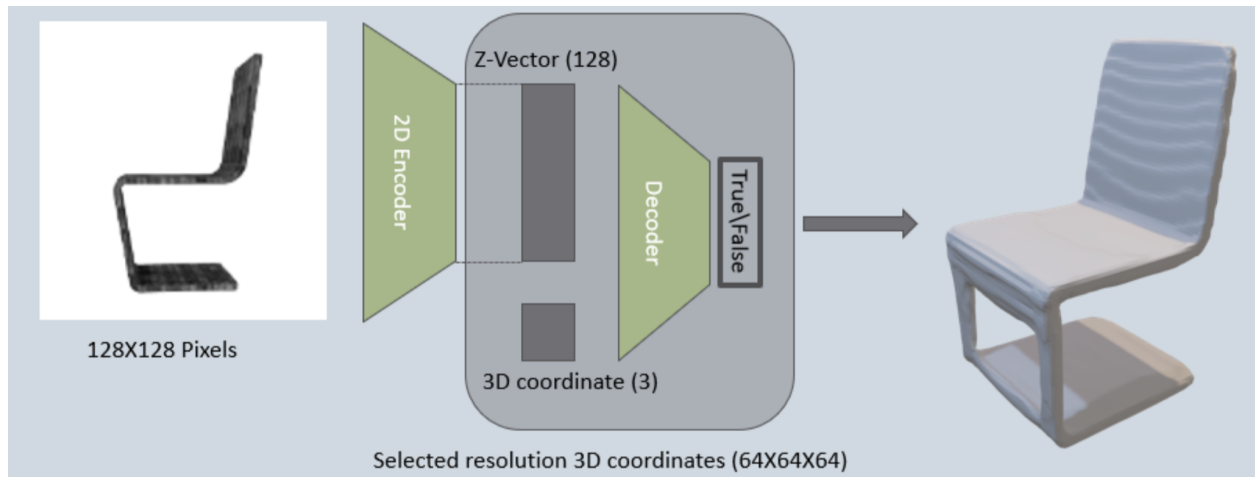 128X128 Pixels
2D Encoder
Z-Vector (128)
3D coordinate (3)
Decoder
True\False
Selected resolution 3D coordinates (64X64X64)